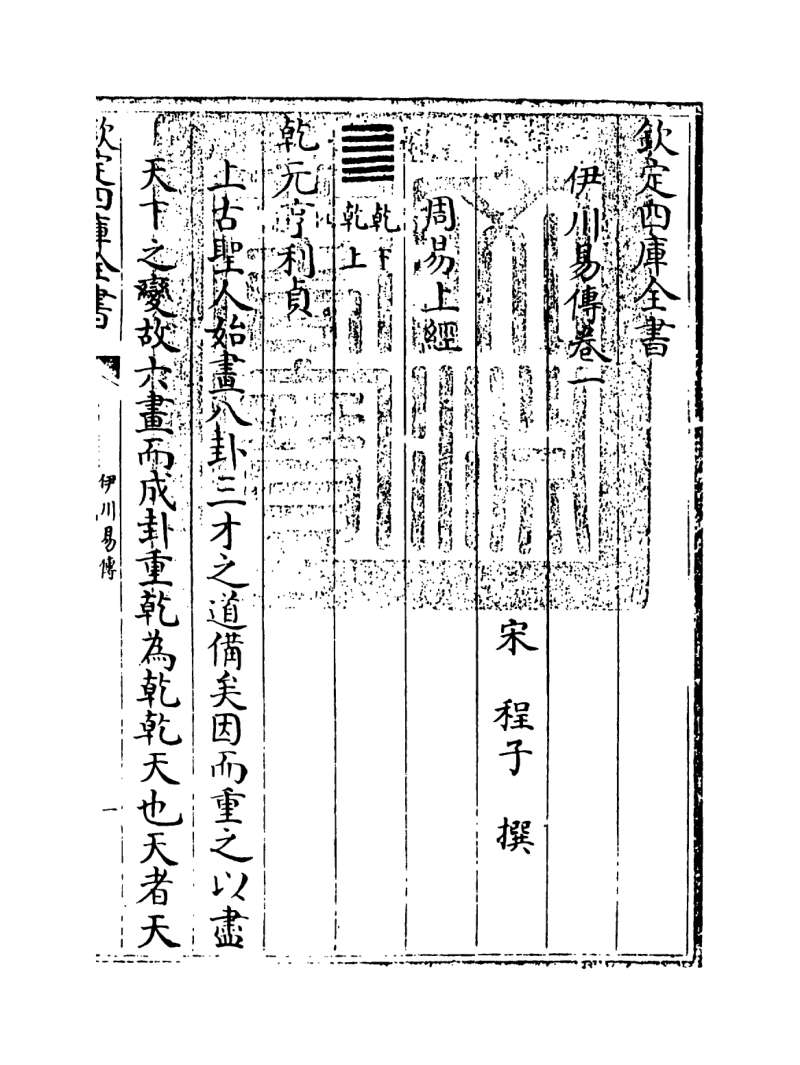 欽定四庫全書
伊川易傳卷一
宋 程子 撰
周易上經
乾下
乾上
乾元亨利貞
上古聖人始畫八卦三才之道備矣因而重之以盡
天下之變故六畫而成卦重乾為乾乾天也天者天
欽定四庫全書
伊川易傳
一